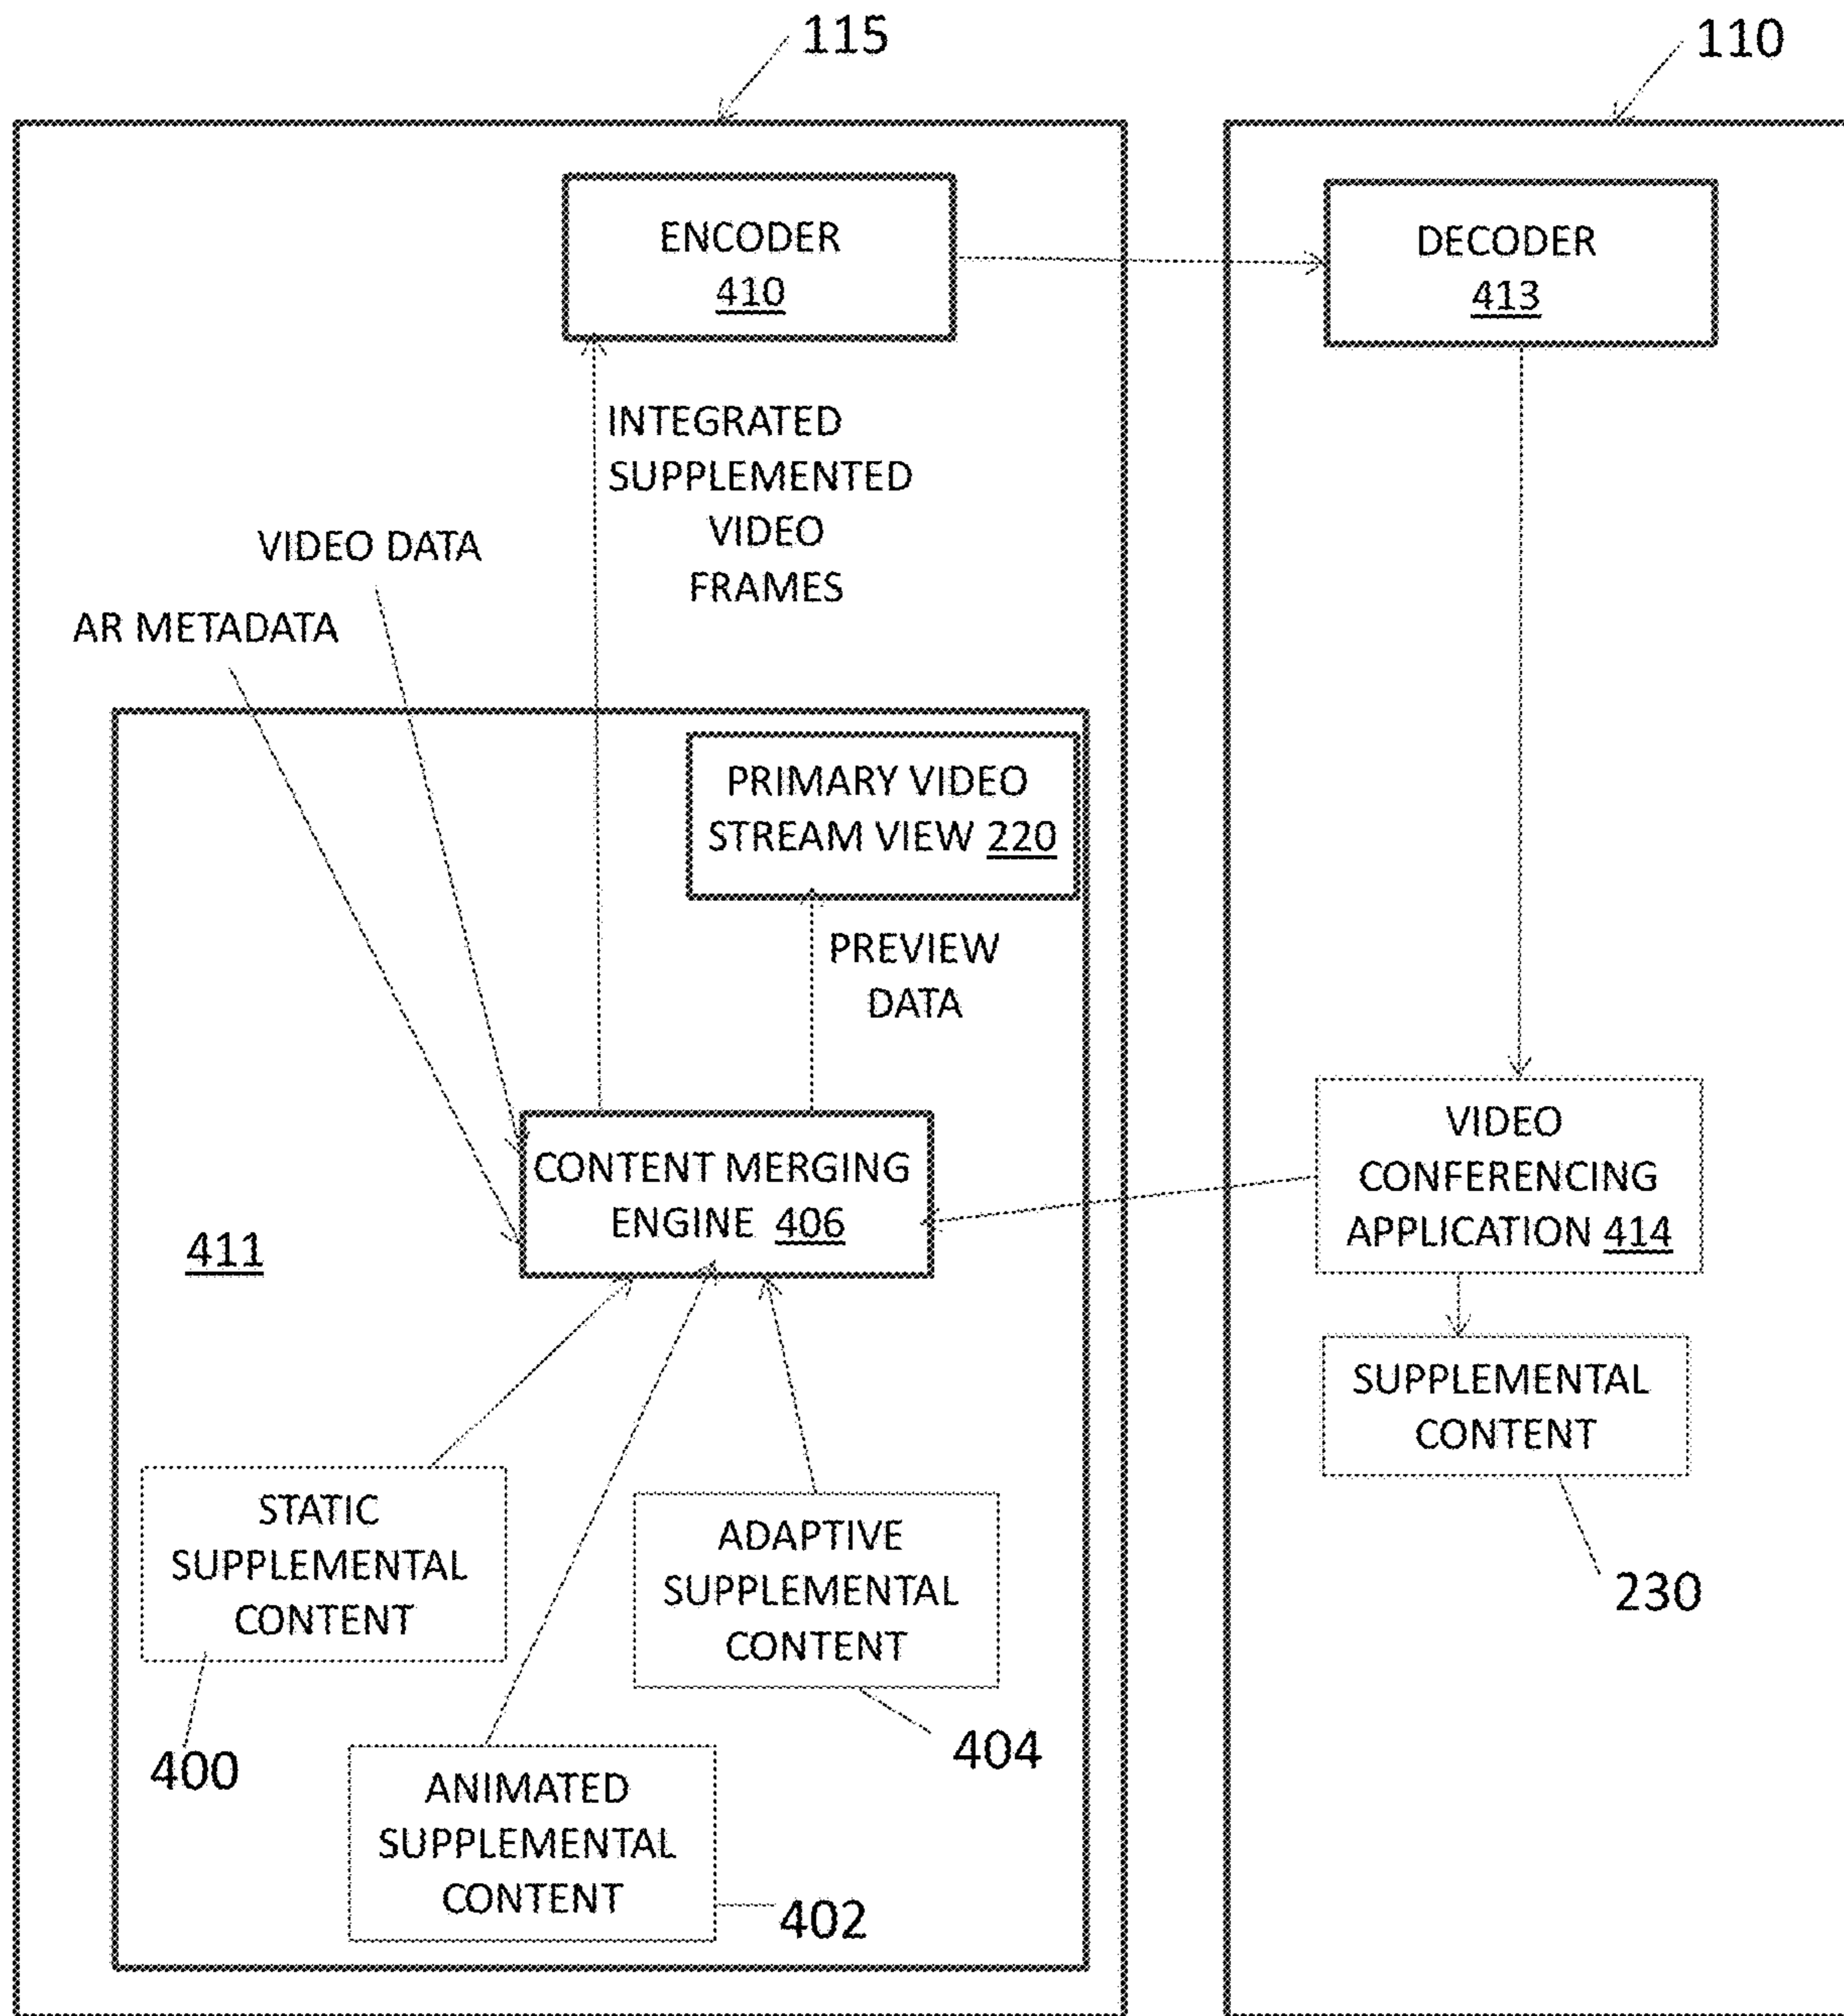 115
110
ENCODER
410
DECODER
413
INTEGRATED
SUPPLEMENTED
VIDEO
FRAMES
VIDEO DATA
AR METADATA
PRIMARY VIDEO
STREAM VIEW 220
PREVIEW
DATA
CONTENT MERGING
ENGINE 406
VIDEO
CONFERENCING
APPLICATION 414
411
SUPPLEMENTAL
CONTENT
230
STATIC
SUPPLEMENTAL
CONTENT
400
ADAPTIVE
SUPPLEMENTAL
CONTENT
404
ANIMATED
SUPPLEMENTAL
CONTENT
402